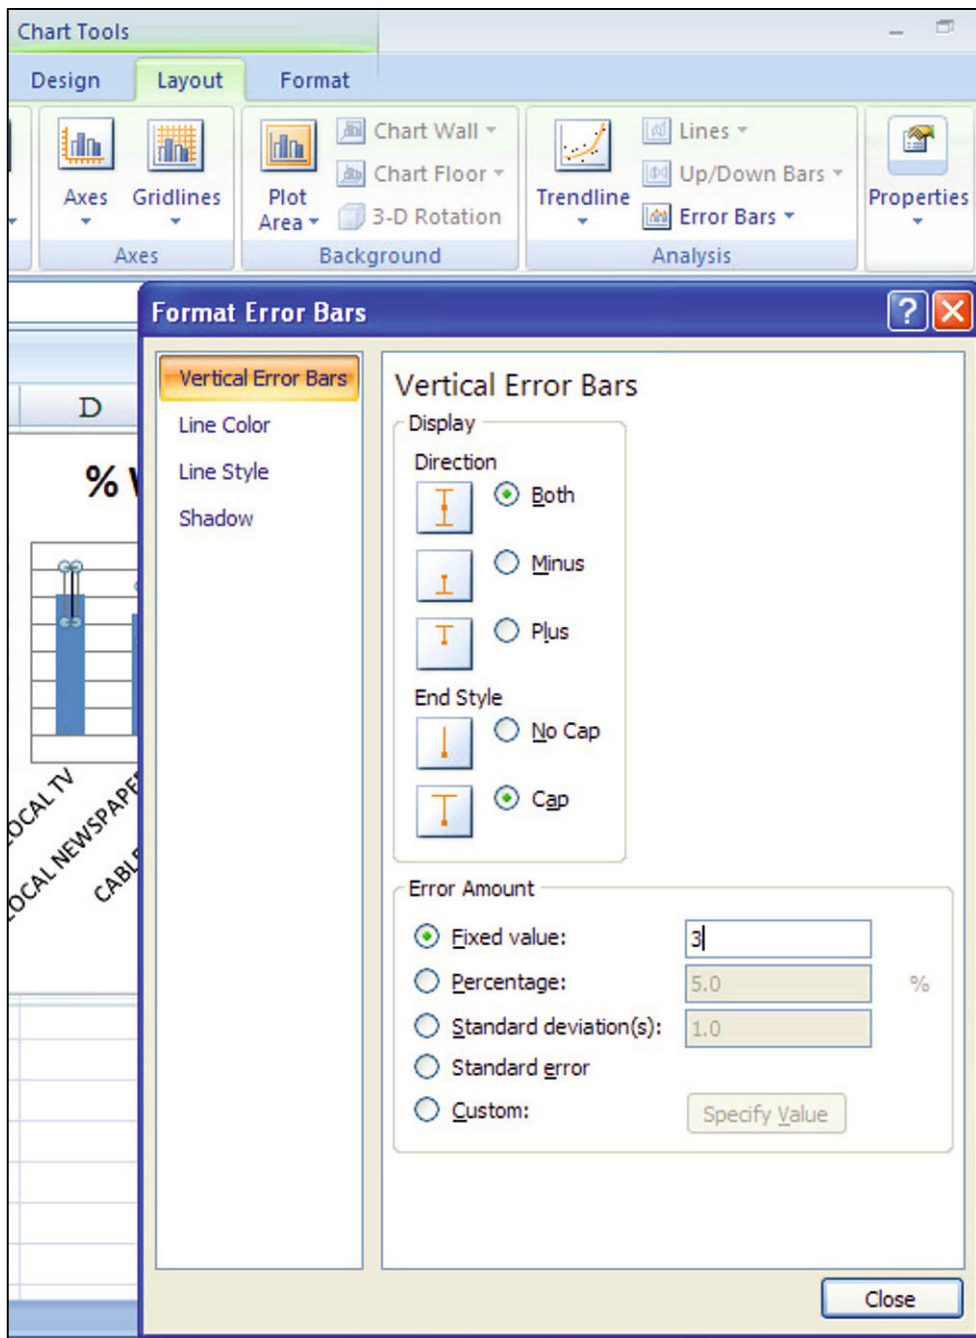 Chart Tools
Design Layout Format
Axes Gridlines Plot Area Chart Wall Chart Floor 3-D Rotation Trendline Lines Up/Down Bars Error Bars Properties
Axes Background Analysis
Format Error Bars ?
Vertical Error Bars
Line Color
Line Style
Shadow
Vertical Error Bars
Display
Direction
Both
Minus
Plus
End Style
No Cap
Cap
Error Amount
Fixed value: 3
Percentage: 5.0 %
Standard deviation(s): 1.0
Standard error
Custom: Specify Value
Close
D
%
LOCAL TV
LOCAL NEWSPAPE
CABL